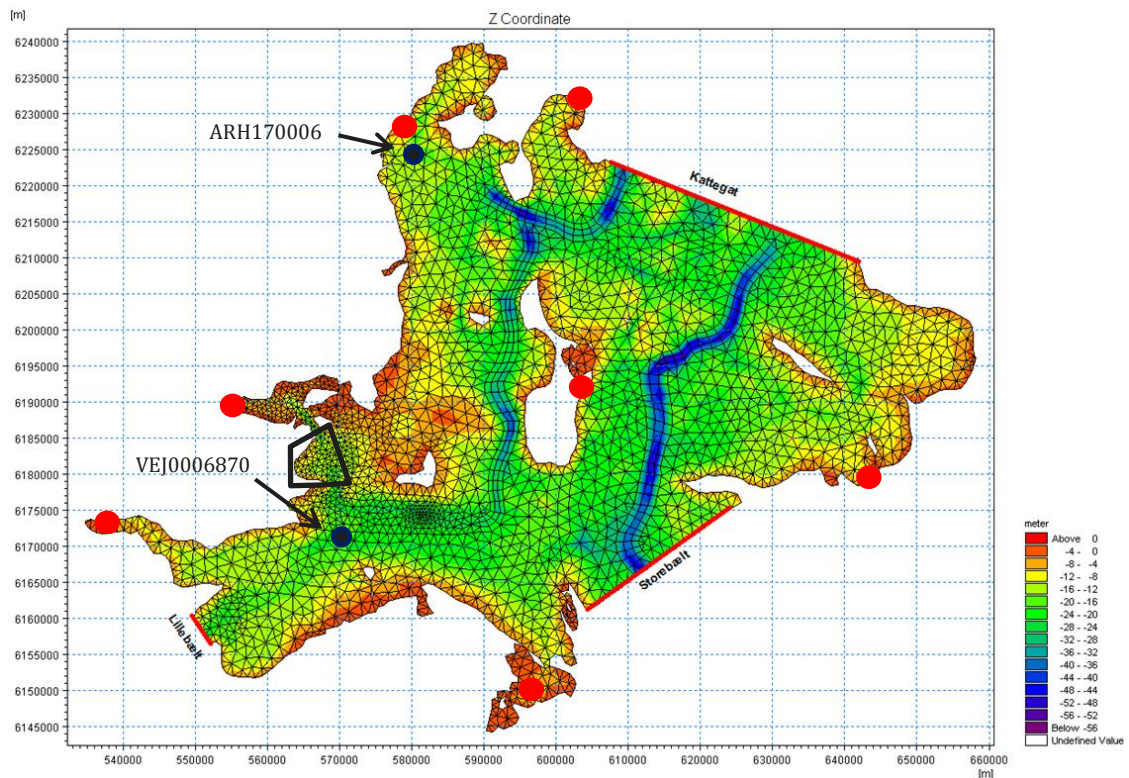 [m]
Z Coordinate
6240000
6235000
6230000
6225000
6220000
6215000
6210000
6205000
6200000
6195000
6190000
6185000
6180000
6175000
6170000
6165000
6160000
6155000
6150000
6145000
ARH170006
Kattegat
VEJ0006870
Storebælt
Lillebælt
540000 550000 560000 570000 580000 590000 600000 610000 620000 630000 640000 650000 660000
[m]
meter
Above 0
-4 - 0
-8 - -4
-12 - -8
-16 - -12
-20 - -16
-24 - -20
-28 - -24
-32 - -28
-36 - -32
-40 - -36
-44 - -40
-48 - -44
-52 - -48
-56 - -52
Below -56
Undefined Value